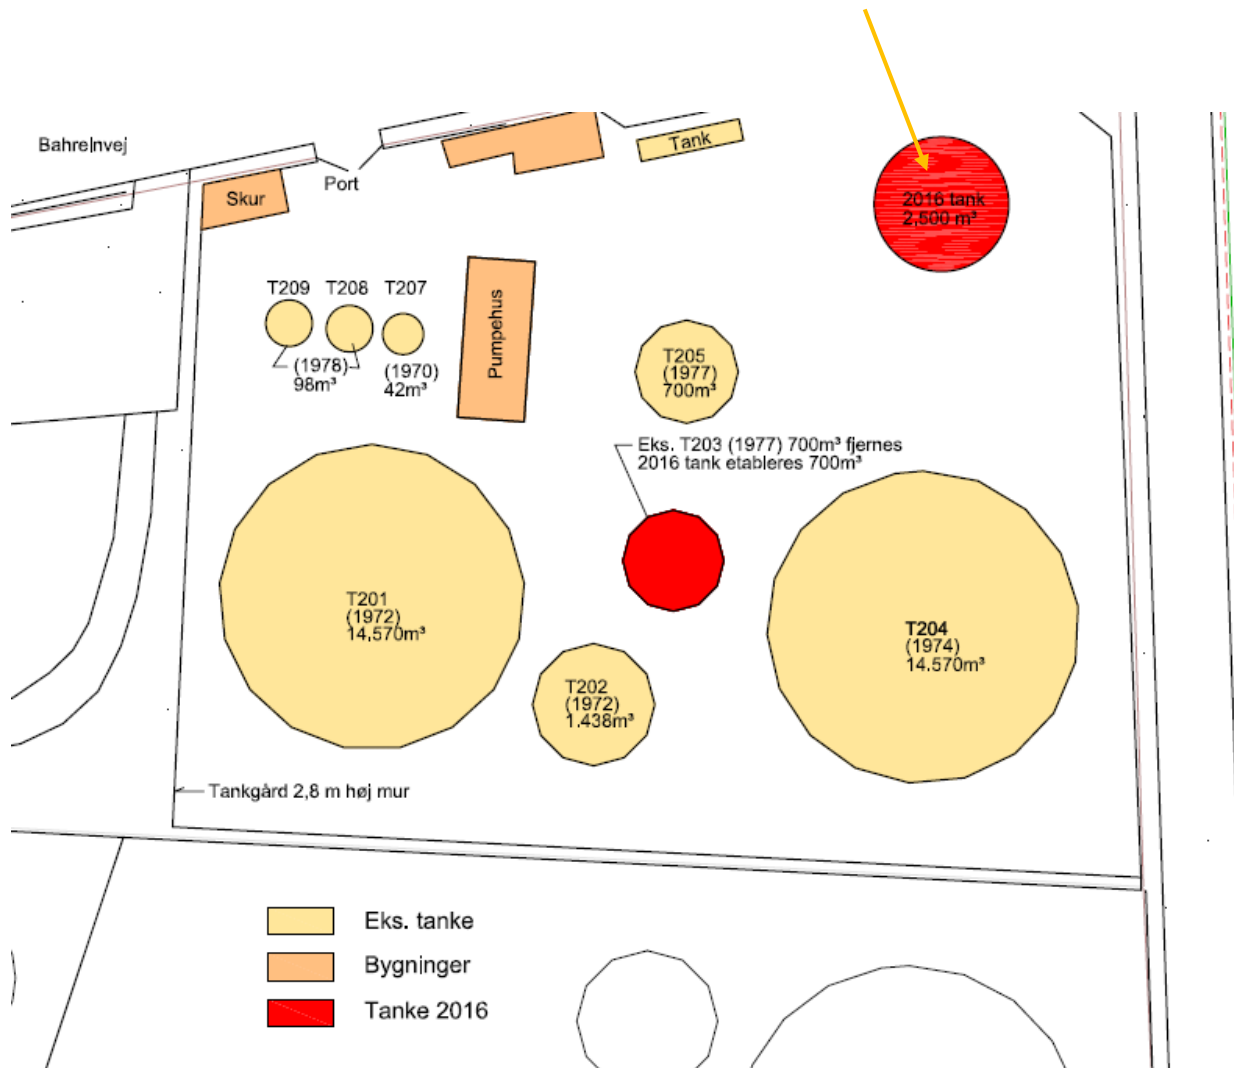 Bahrelnvej
Port
Skur
Tank
2016 tank
2,500 m³
T209
T208
T207
(1978)
98m³
(1970)
42m³
Pumpehus
T205
(1977)
700m³
Eks. T203 (1977) 700m³ fjernes
2016 tank etableres 700m³
T201
(1972)
14,570m³
T204
(1974)
14.570m³
T202
(1972)
1.438m³
Tankgård 2,8 m høj mur
Eks. tanke
Bygninger
Tanke 2016